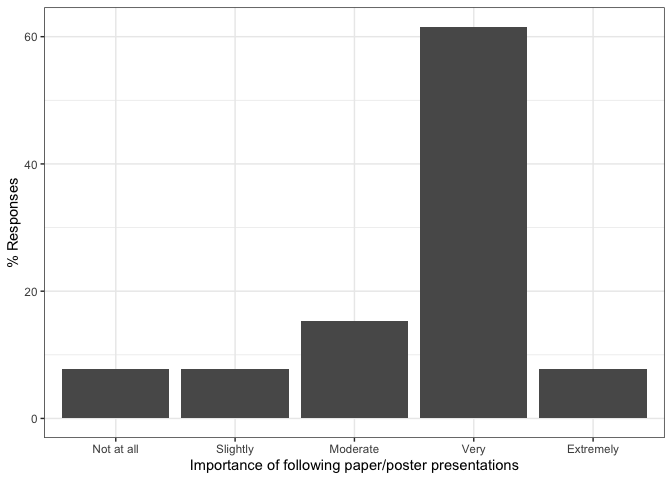 % Responses
60
40
20
0
Not at all Slightly Moderate Very Extremely
Importance of following paper/poster presentations